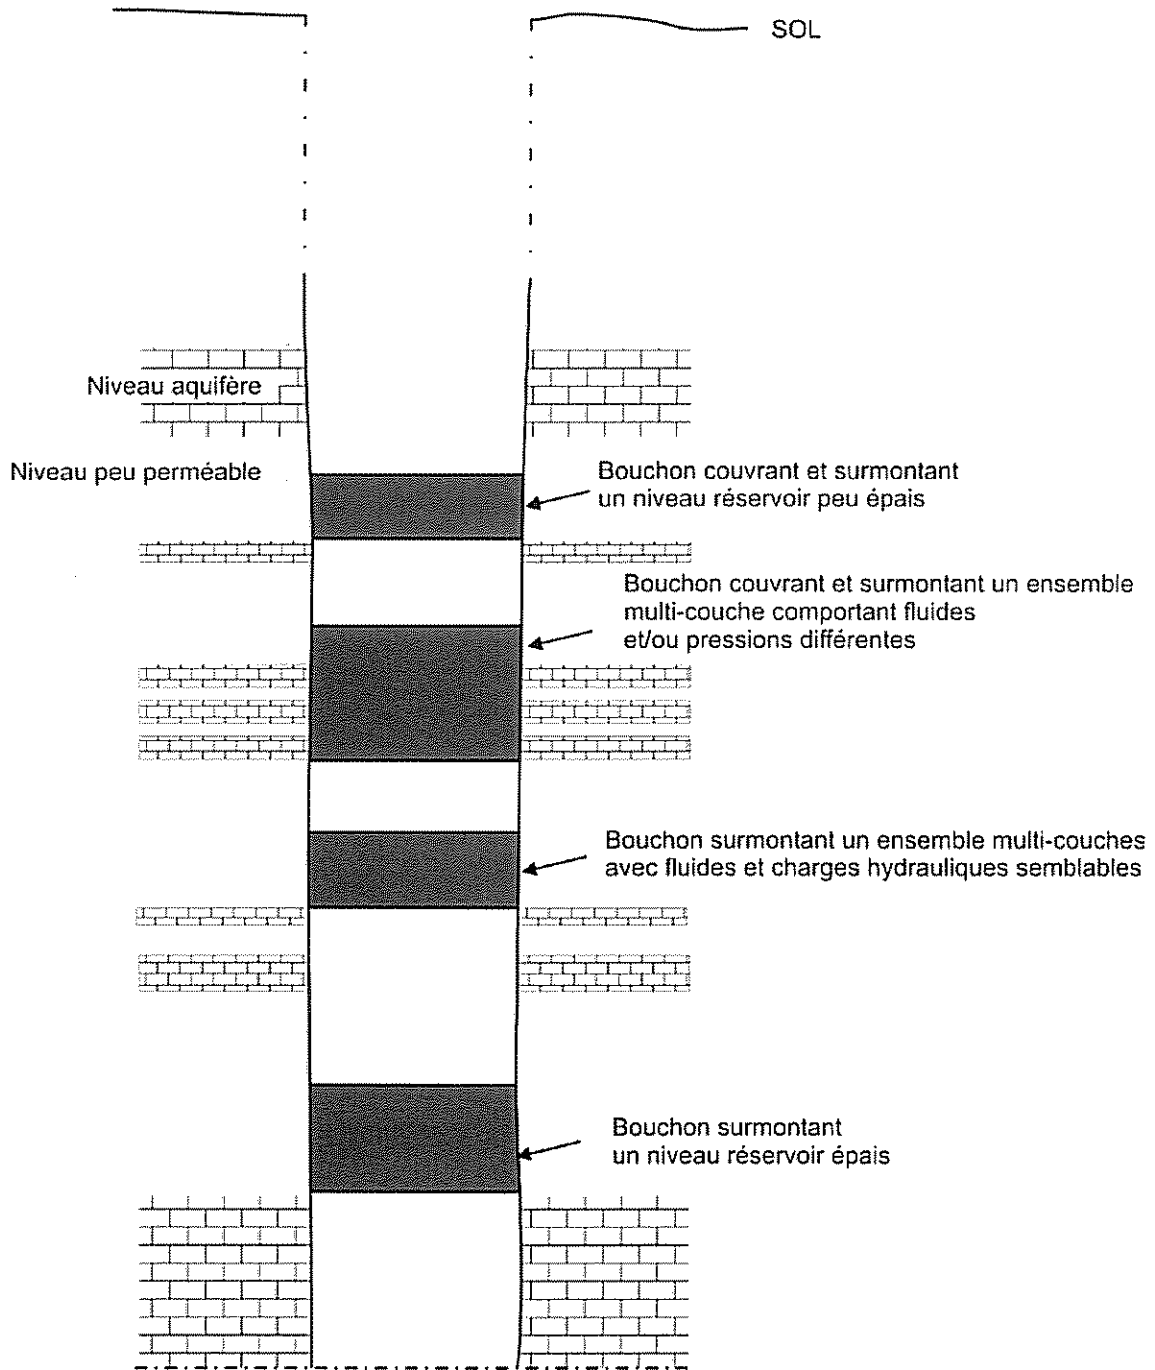 SOL
Niveau aquifère
Niveau peu perméable
Bouchon couvrant et surmontant
un niveau réservoir peu épais
Bouchon couvrant et surmontant un ensemble
multi-couche comportant fluides
et/ou pressions différentes
Bouchon surmontant un ensemble multi-couches
avec fluides et charges hydrauliques semblables
Bouchon surmontant
un niveau réservoir épais